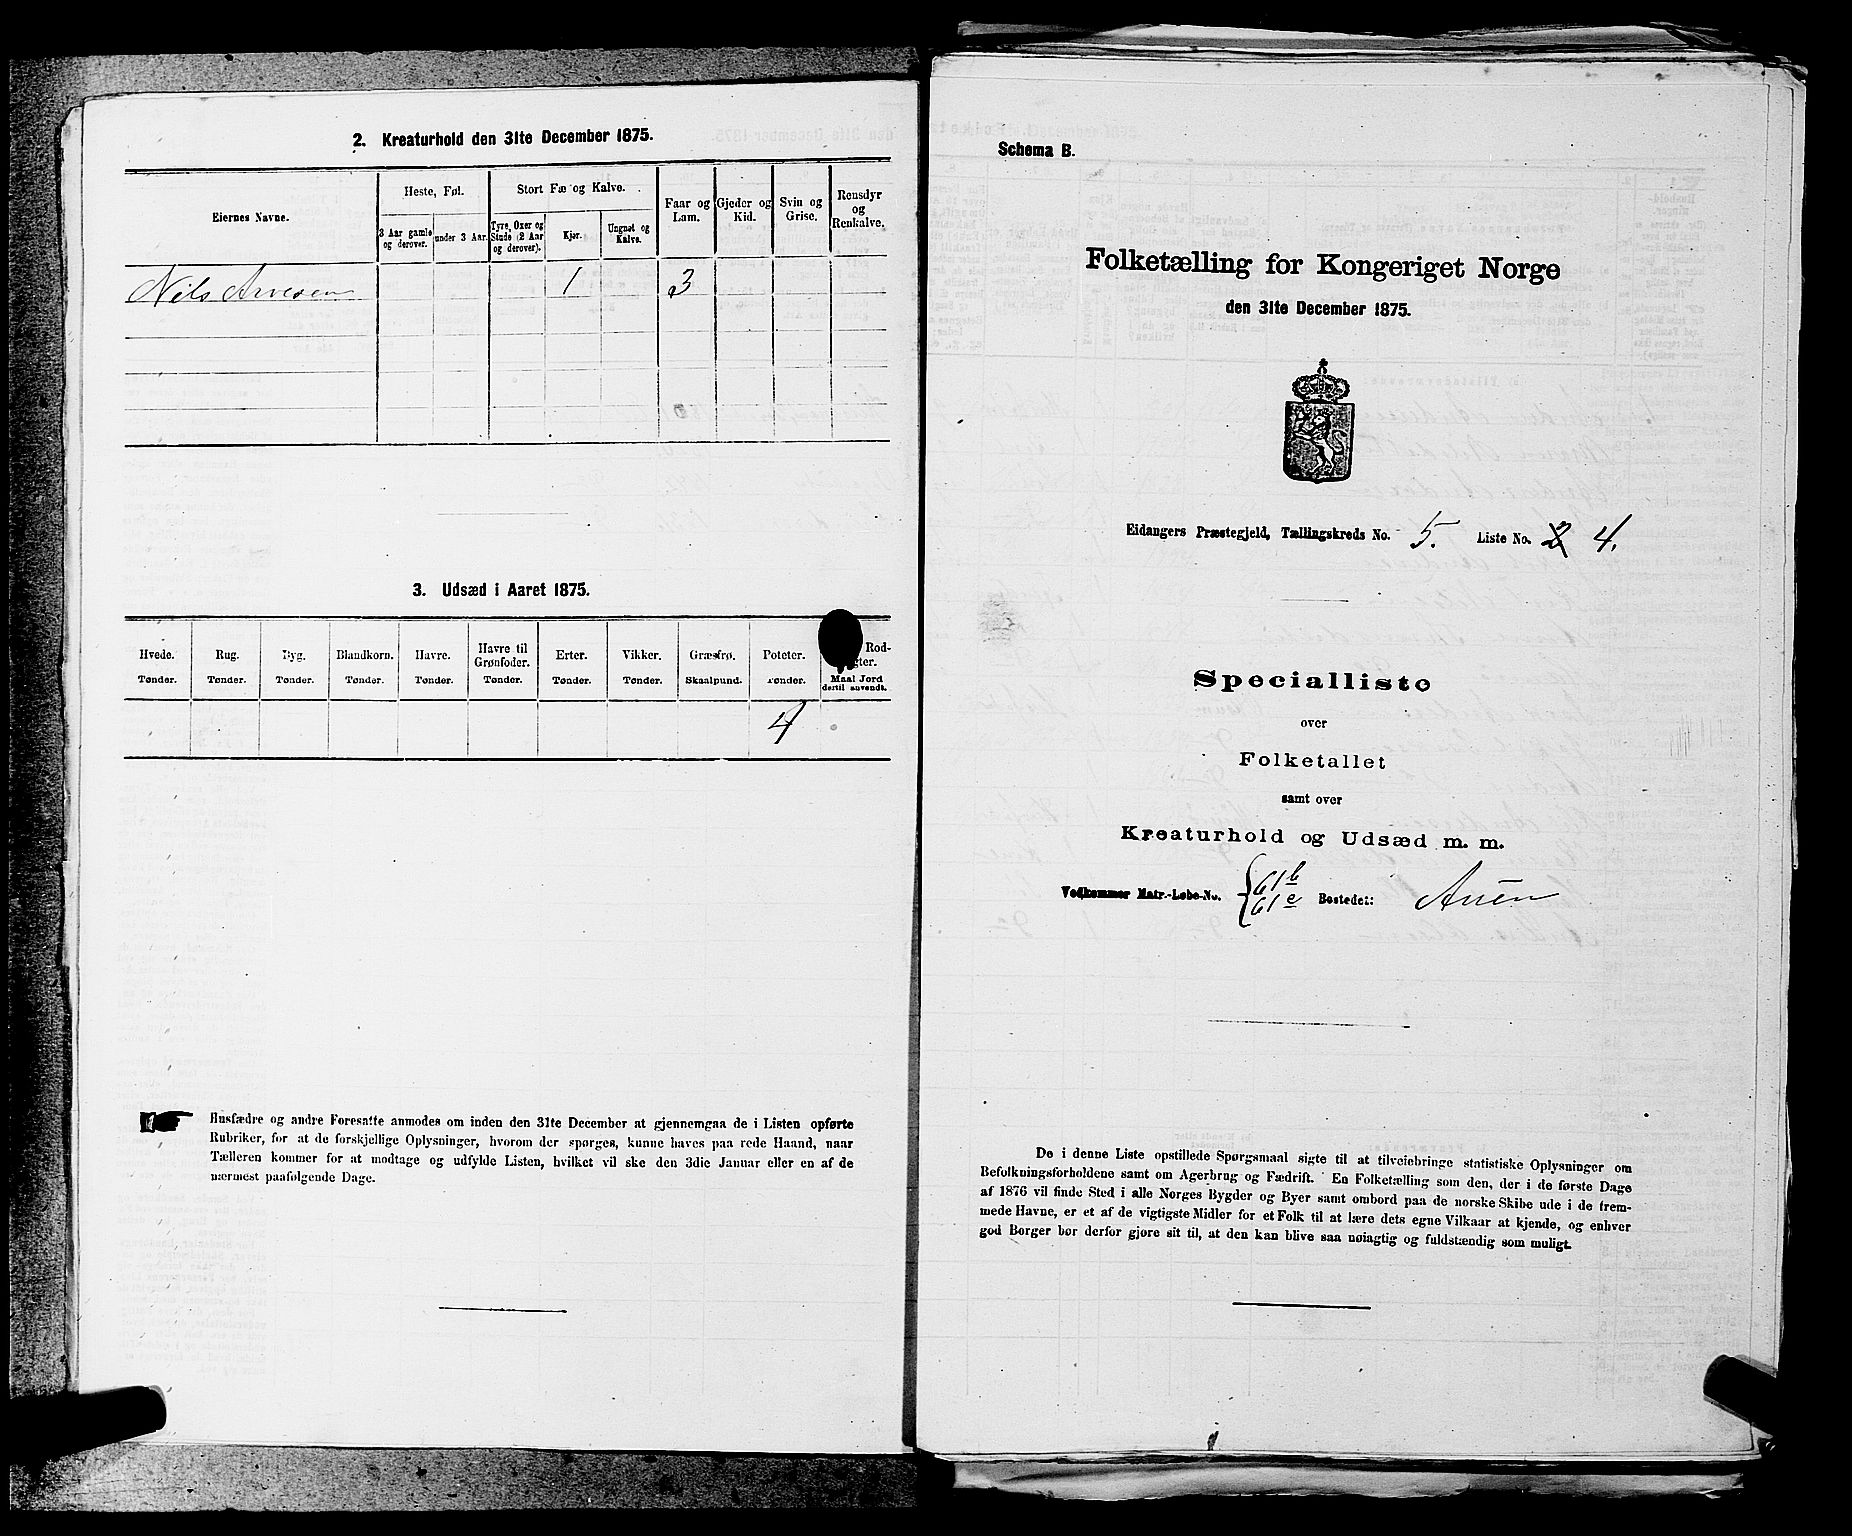 2. Kreaturhold den 31te December 1875.
Eiernes Navne.
Heste, Føl.
3 Aar gamle og derover.
under 3 Aar.
Stort Fæ og Kalve.
Tyre, Oxer og Stude (2 Aar og derover).
Kjør.
Ungnøt og Kalve.
Faar og Lam.
Gjeder og Kid.
Svin og Grise.
Rensdyr og Renkalve.
Nils Arvesen 1 3
3. Udsæd i Aaret 1875.
Hvede. Rug. Byg. Blandkorn. Havre. Havre til Grønfoder. Erter. Vikker. Græsfrø. Poteter. Rod-
Tønder. Tønder. Tønder. Tønder. Tønder. Tønder. Tønder. Tønder. Skaalpund. Tønder. Maal Jord dertil anvendt.
4
Husfædre og andre Foresatte anmodes om inden den 31te December at gjennemgaa de i Listen opførte
Rubriker, for at de forskjellige Oplysninger, hvorom der spørges, kunne haves paa rede Haand, naar
Tælleren kommer for at modtage og udfylde Listen, hvilket vil ske den 3die Januar eller en af de
nærmest paafølgende Dage.
Schema B.
Folketælling for Kongeriget Norge
den 31te December 1875.
Eidangers Præstegjeld, Tællingskreds No. 5. Liste No. 2 4.
Specialliste
over
Folketallet
samt over
Kreaturhold og Udsæd m. m.
Vedkommer Matr.-Løbe-No. 61b 61e Bostedet: Auen
De i denne Liste opstillede Spørgsmaal sigte til at tilveiebringe statistiske Oplysninger om
Befolkningsforholdene samt om Agerbrug og Fædrift. En Folketælling som den, der i de første Dage
af 1876 vil finde Sted i alle Norges Bygder og Byer samt ombord paa de norske Skibe ude i de frem-
mede Havne, er et af de vigtigste Midler for et Folk til at lære dets egne Vilkaar at kjende, og enhver
god Borger bør derfor gjøre sit til, at den kan blive saa nøiagtig og fuldstændig som muligt.